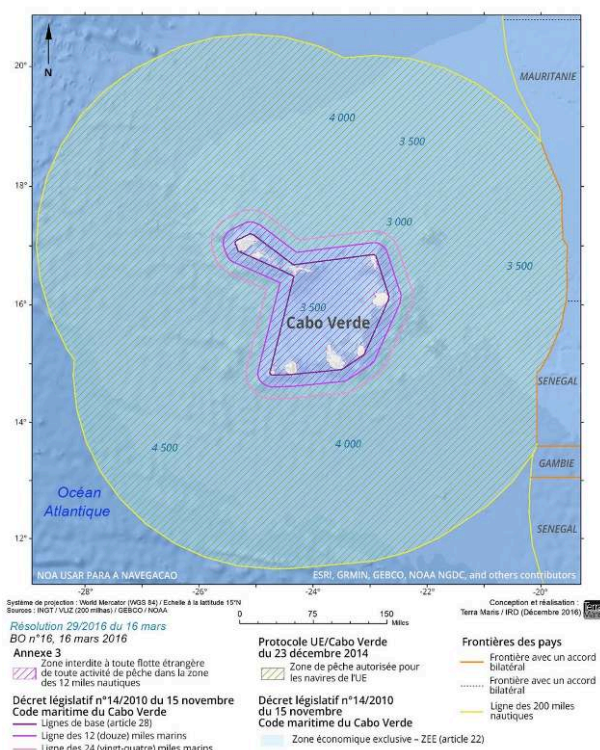 20°
18°
16°
14°
12°
MAURITANIE
4 000
3 500
3 000
3 500
3 500
Cabo Verde
SENEGAL
GAMBIE
SENEGAL
4 500
4 000
Océan
Atlantique
N
NOA USAR PARA A NAVEGACAO
ESRI, GRMIN, GEBCO, NOAA NGDC, and others contributors
-28°
-26°
-24°
-22°
-20°
Système de projection : World Mercator (WGS 84) / Echelle à la latitude 15°N
Sources : INGT / VLIZ (200 milhas) / GEBCO / NOAA
0 75 150
Milles
Conception et réalisation :
Terra Maris / IRD (Décembre 2016)
Résolution 29/2016 du 16 mars
BO n°16, 16 mars 2016
Annexe 3
Zone interdite à toute flotte étrangère
de toute activité de pêche dans la zone
des 12 miles nautiques
Décret législatif n°14/2010 du 15 novembre
Code maritime du Cabo Verde
Lignes de base (article 28)
Ligne des 12 (douze) miles marins
Ligne des 24 (vingt-quatre) miles marins
Protocole UE/Cabo Verde
du 23 décembre 2014
Zone de pêche autorisée pour
les navires de l'UE
Décret législatif n°14/2010
du 15 novembre
Code maritime du Cabo Verde
Zone économique exclusive – ZEE (article 22)
Frontières des pays
Frontière avec un accord
bilatéral
Frontière avec un accord
bilatéral
Ligne des 200 miles
nautiques